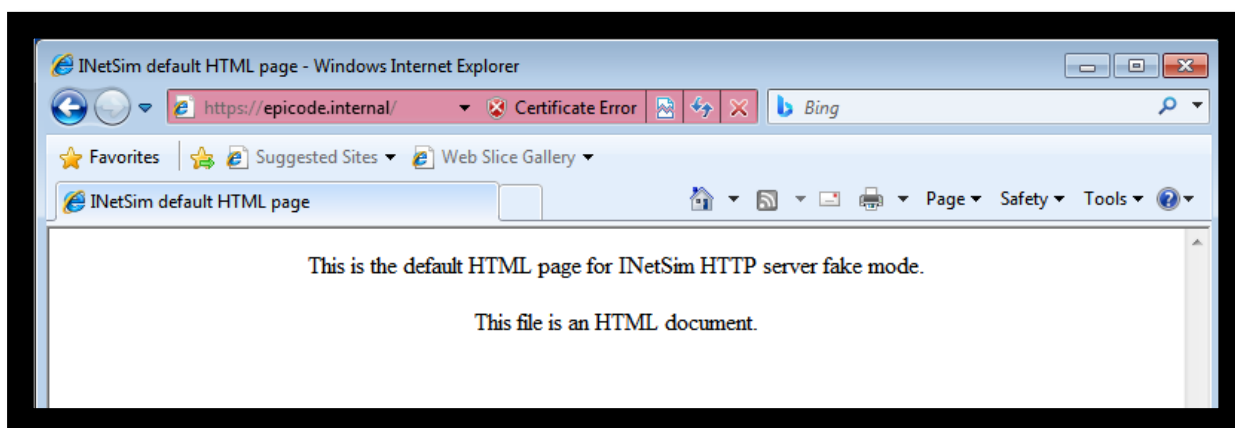 INetSim default HTML page - Windows Internet Explorer
https://epicode.internal/ Certificate Error Bing
Favorites Suggested Sites Web Slice Gallery
INetSim default HTML page Page Safety Tools
This is the default HTML page for INetSim HTTP server fake mode.
This file is an HTML document.